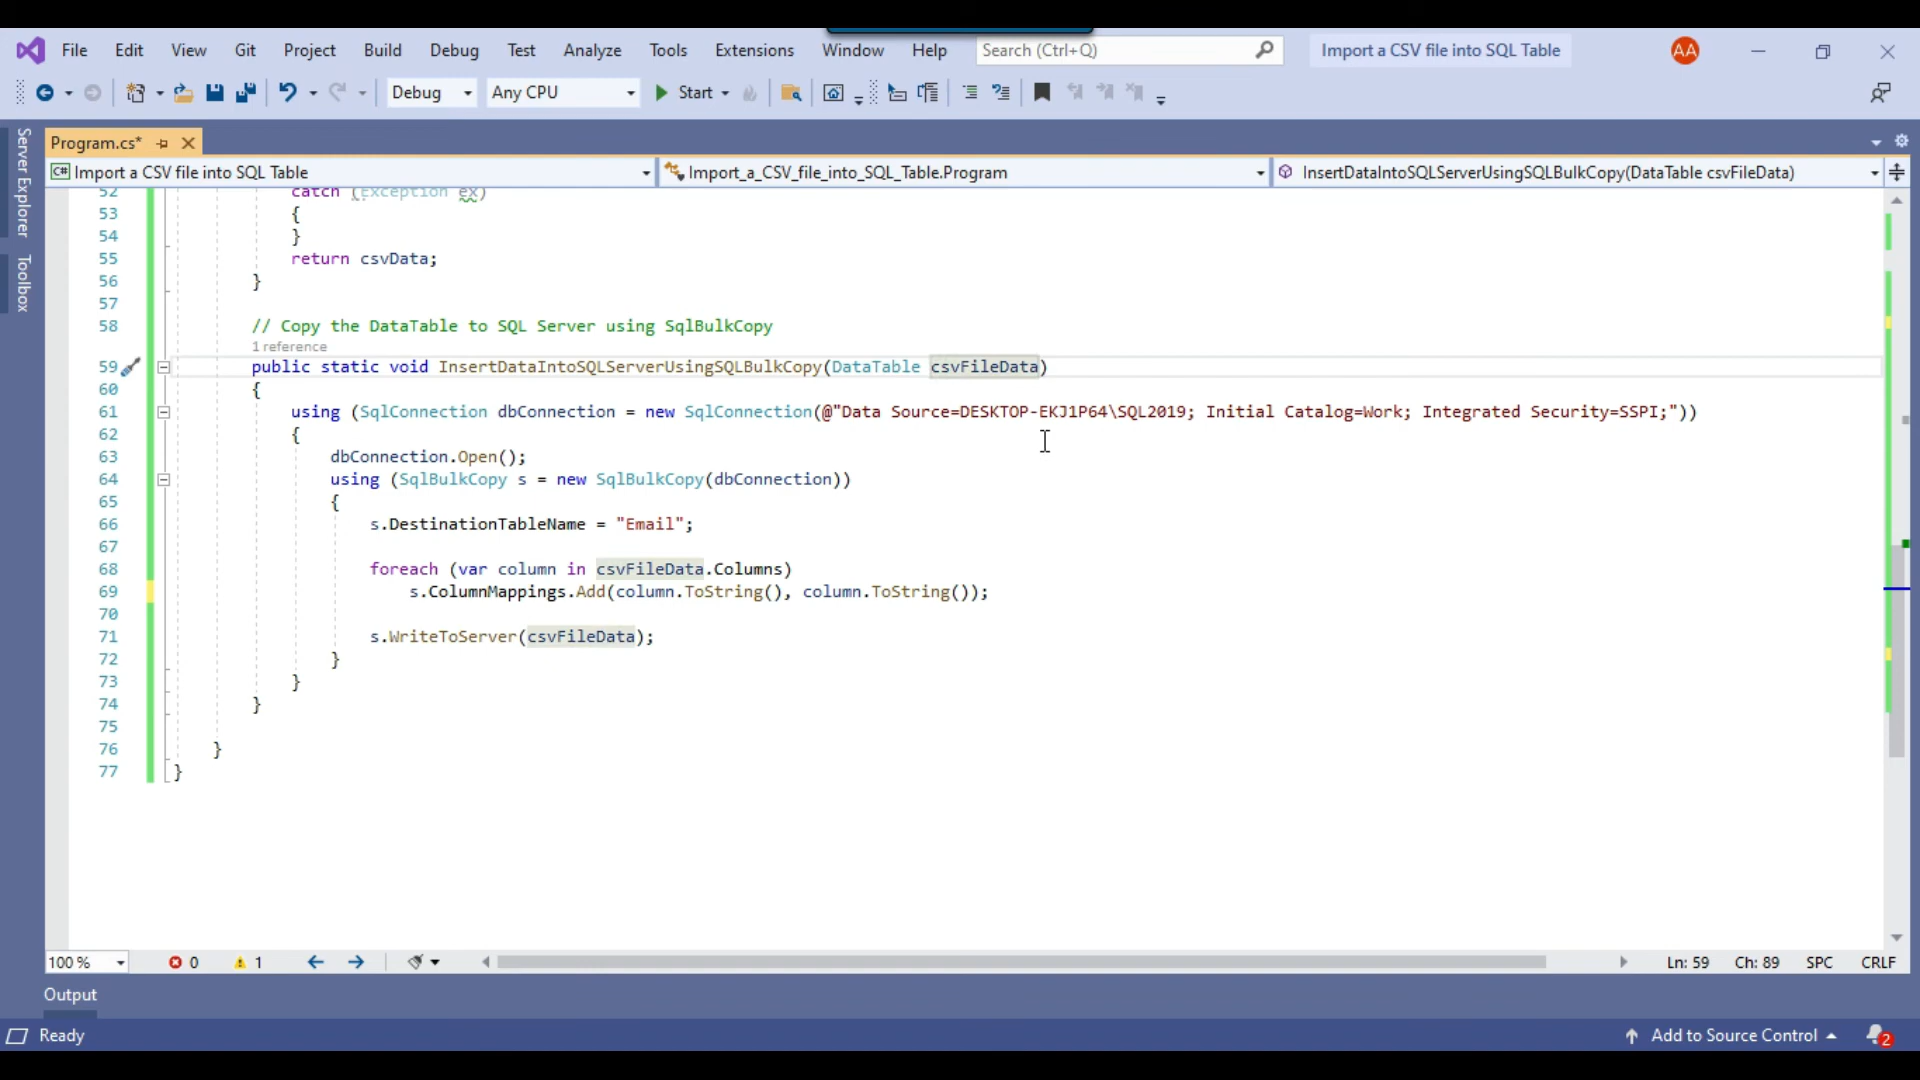 File Edit View Git Project Build Debug Test Analyze Tools Extensions Window Help Search (Ctrl+Q) Import a CSV file into SQL Table AA
Debug Any CPU Start
Program.cs*
C# Import a CSV file into SQL Table Import_a_CSV_file_into_SQL_Table.Program InsertDataIntoSQLServerUsingSQLBulkCopy(DataTable csvFileData)
Server Explorer
Toolbox
52 catch (Exception ex)
53 {
54 }
55 return csvData;
56 }
57
58 // Copy the DataTable to SQL Server using SqlBulkCopy
1 reference
59 public static void InsertDataIntoSQLServerUsingSQLBulkCopy(DataTable csvFileData)
60 {
61 using (SqlConnection dbConnection = new SqlConnection(@"Data Source=DESKTOP-EKJ1P64\SQL2019; Initial Catalog=Work; Integrated Security=SSPI;"))
62 {
63 dbConnection.Open();
64 using (SqlBulkCopy s = new SqlBulkCopy(dbConnection))
65 {
66 s.DestinationTableName = "Email";
67
68 foreach (var column in csvFileData.Columns)
69 s.ColumnMappings.Add(column.ToString(), column.ToString());
70
71 s.WriteToServer(csvFileData);
72 }
73 }
74 }
75
76 }
77 }
100 % 0 1 Ln: 59 Ch: 89 SPC CRLF
Output
Ready Add to Source Control 2